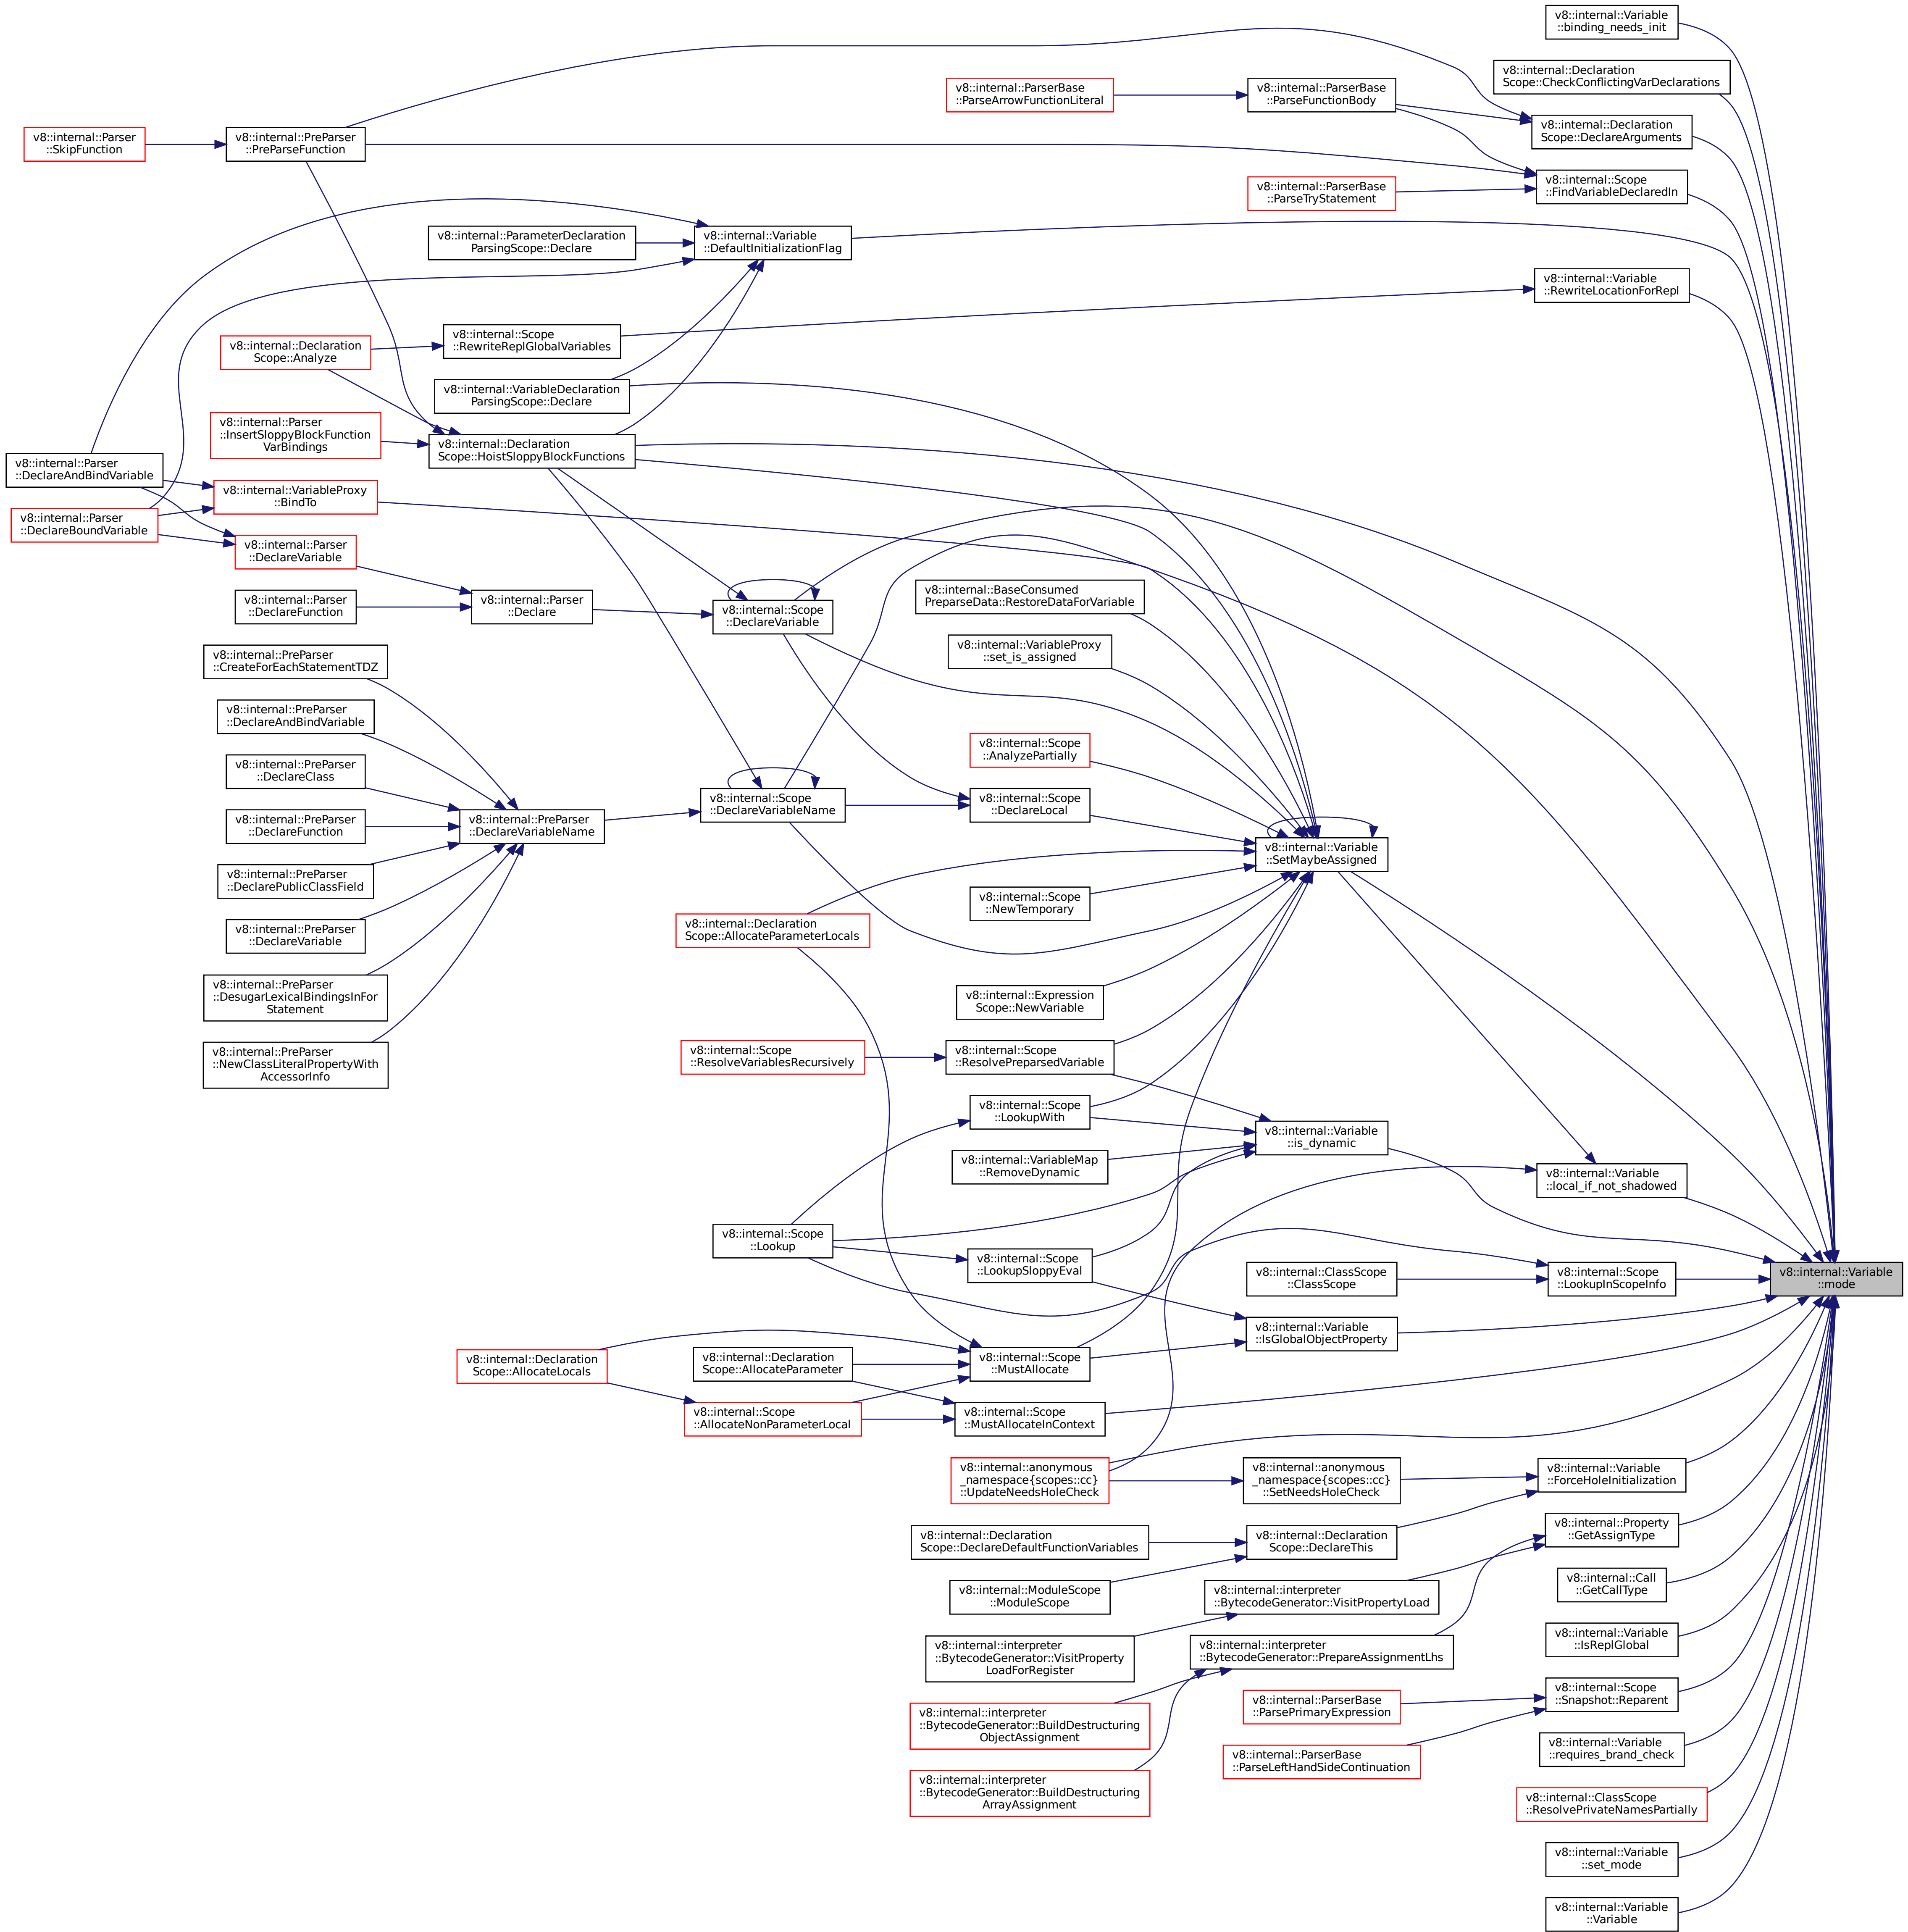 v8::internal::Variable
::binding_needs_init
v8::internal::Declaration
Scope::CheckConflictingVarDeclarations
v8::internal::ParserBase
::ParseArrowFunctionLiteral
v8::internal::ParserBase
::ParseFunctionBody
v8::internal::Declaration
Scope::DeclareArguments
v8::internal::Parser
::SkipFunction
v8::internal::PreParser
::PreParseFunction
v8::internal::ParserBase
::ParseTryStatement
v8::internal::Scope
::FindVariableDeclaredIn
v8::internal::ParameterDeclaration
ParsingScope::Declare
v8::internal::Variable
::DefaultInitializationFlag
v8::internal::Variable
::RewriteLocationForRepl
v8::internal::Declaration
Scope::Analyze
v8::internal::Scope
::RewriteReplGlobalVariables
v8::internal::VariableDeclaration
ParsingScope::Declare
v8::internal::Parser
::InsertSloppyBlockFunction
VarBindings
v8::internal::Declaration
Scope::HoistSloppyBlockFunctions
v8::internal::Parser
::DeclareAndBindVariable
v8::internal::VariableProxy
::BindTo
v8::internal::Parser
::DeclareBoundVariable
v8::internal::Parser
::DeclareVariable
v8::internal::Parser
::DeclareFunction
v8::internal::Parser
::Declare
v8::internal::Scope
::DeclareVariable
v8::internal::BaseConsumed
PreparseData::RestoreDataForVariable
v8::internal::VariableProxy
::set_is_assigned
v8::internal::PreParser
::CreateForEachStatementTDZ
v8::internal::PreParser
::DeclareAndBindVariable
v8::internal::PreParser
::DeclareClass
v8::internal::PreParser
::DeclareFunction
v8::internal::PreParser
::DeclarePublicClassField
v8::internal::PreParser
::DeclareVariable
v8::internal::PreParser
::DesugarLexicalBindingsInFor
Statement
v8::internal::PreParser
::NewClassLiteralPropertyWith
AccessorInfo
v8::internal::PreParser
::DeclareVariableName
v8::internal::Scope
::DeclareVariableName
v8::internal::Scope
::AnalyzePartially
v8::internal::Scope
::DeclareLocal
v8::internal::Variable
::SetMaybeAssigned
v8::internal::Scope
::NewTemporary
v8::internal::Declaration
Scope::AllocateParameterLocals
v8::internal::Expression
Scope::NewVariable
v8::internal::Scope
::ResolveVariablesRecursively
v8::internal::Scope
::ResolvePreparsedVariable
v8::internal::Scope
::LookupWith
v8::internal::Variable
::is_dynamic
v8::internal::VariableMap
::RemoveDynamic
v8::internal::Variable
::local_if_not_shadowed
v8::internal::Scope
::Lookup
v8::internal::Scope
::LookupSloppyEval
v8::internal::ClassScope
::ClassScope
v8::internal::Scope
::LookupInScopeInfo
v8::internal::Variable
::mode
v8::internal::Variable
::IsGlobalObjectProperty
v8::internal::Declaration
Scope::AllocateLocals
v8::internal::Declaration
Scope::AllocateParameter
v8::internal::Scope
::MustAllocate
v8::internal::Scope
::AllocateNonParameterLocal
v8::internal::Scope
::MustAllocateInContext
v8::internal::anonymous
_namespace{scopes::cc}
::UpdateNeedsHoleCheck
v8::internal::anonymous
_namespace{scopes::cc}
::SetNeedsHoleCheck
v8::internal::Variable
::ForceHoleInitialization
v8::internal::Declaration
Scope::DeclareDefaultFunctionVariables
v8::internal::Declaration
Scope::DeclareThis
v8::internal::Property
::GetAssignType
v8::internal::ModuleScope
::ModuleScope
v8::internal::interpreter
::BytecodeGenerator::VisitPropertyLoad
v8::internal::Call
::GetCallType
v8::internal::interpreter
::BytecodeGenerator::VisitProperty
LoadForRegister
v8::internal::interpreter
::BytecodeGenerator::PrepareAssignmentLhs
v8::internal::Variable
::IsReplGlobal
v8::internal::interpreter
::BytecodeGenerator::BuildDestructuring
ObjectAssignment
v8::internal::ParserBase
::ParsePrimaryExpression
v8::internal::Scope
::Snapshot::Reparent
v8::internal::ParserBase
::ParseLeftHandSideContinuation
v8::internal::Variable
::requires_brand_check
v8::internal::interpreter
::BytecodeGenerator::BuildDestructuring
ArrayAssignment
v8::internal::ClassScope
::ResolvePrivateNamesPartially
v8::internal::Variable
::set_mode
v8::internal::Variable
::Variable